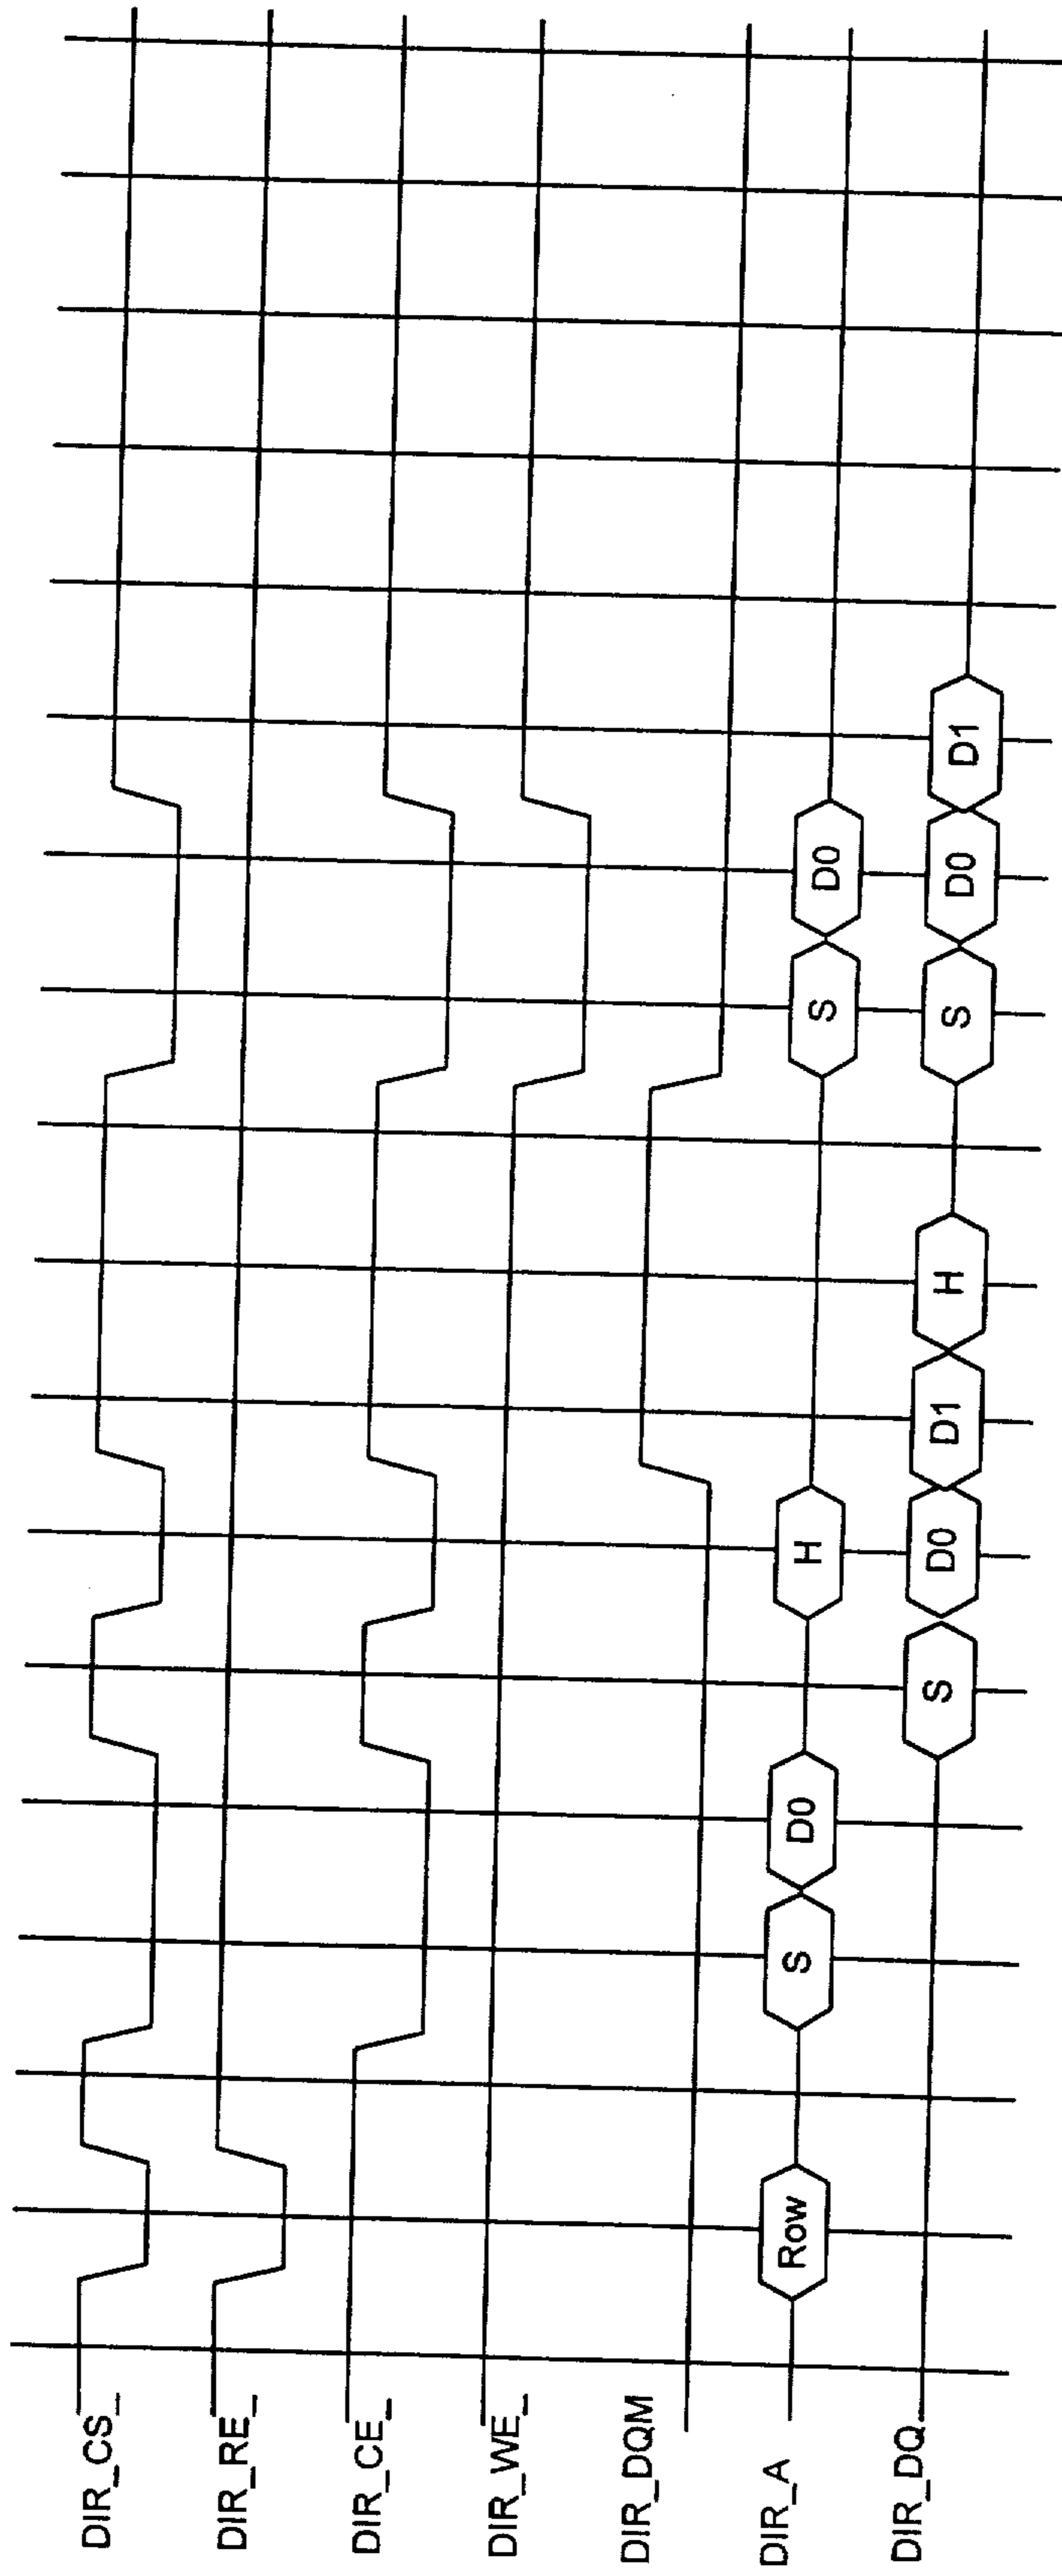 DIR_CS_
DIR_RE_
DIR_CE_
DIR_WE_
DIR_DQM
DIR_A
Row
S
D0
H
S
D0
DIR_DQ
S
D0
D1
H
S
D0
D1